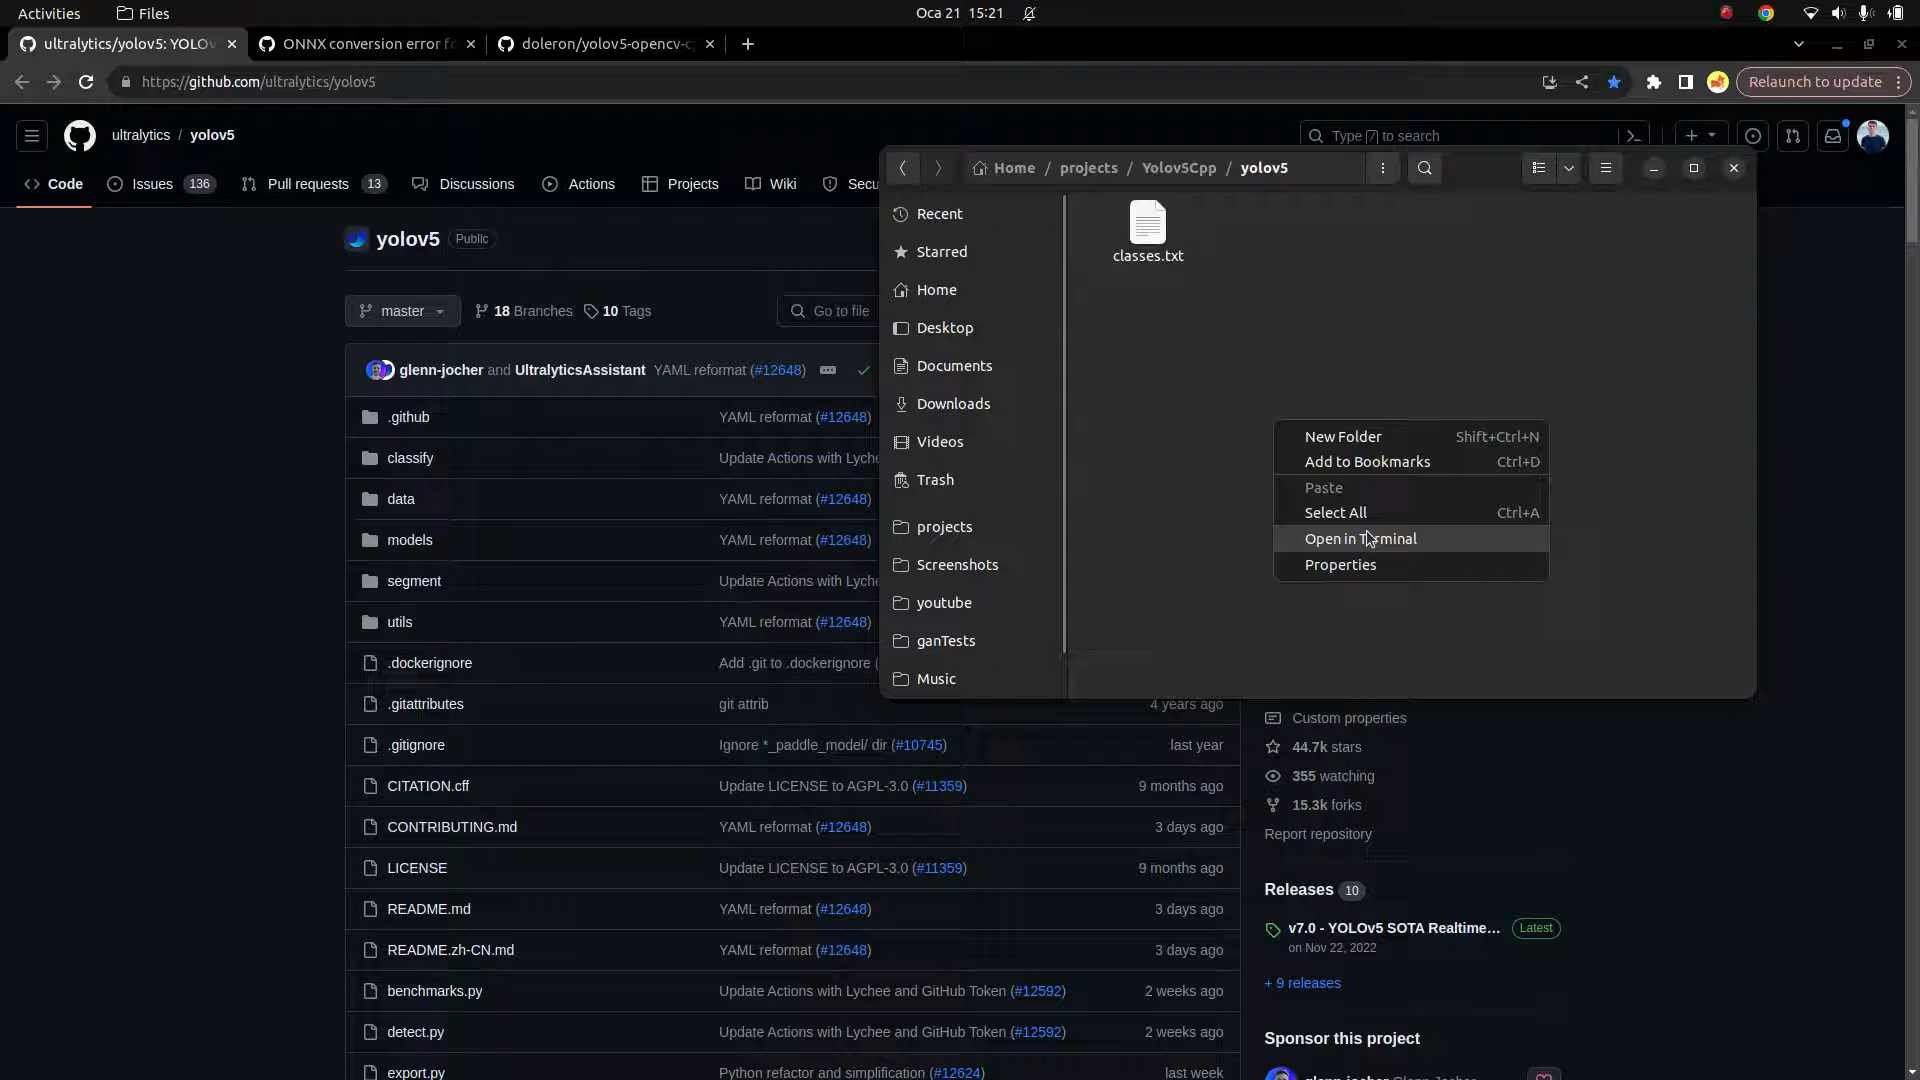 Activities Files Oca 21 15:21
ultralytics/yolov5: YOLOv ONNX conversion error fo doleron/yolov5-opencv-c
https://github.com/ultralytics/yolov5 Relaunch to update
ultralytics / yolov5 Type / to search
Code Issues 136 Pull requests 13 Discussions Actions Projects Wiki Secu
yolov5 Public
master 18 Branches 10 Tags Go to file
glenn-jocher and UltralyticsAssistant YAML reformat (#12648)
.github YAML reformat (#12648)
classify Update Actions with Lyche
data YAML reformat (#12648)
models YAML reformat (#12648)
segment Update Actions with Lyche
utils YAML reformat (#12648)
.dockerignore Add .git to .dockerignore (
.gitattributes git attrib 4 years ago
.gitignore Ignore *_paddle_model/ dir (#10745) last year
CITATION.cff Update LICENSE to AGPL-3.0 (#11359) 9 months ago
CONTRIBUTING.md YAML reformat (#12648) 3 days ago
LICENSE Update LICENSE to AGPL-3.0 (#11359) 9 months ago
README.md YAML reformat (#12648) 3 days ago
README.zh-CN.md YAML reformat (#12648) 3 days ago
benchmarks.py Update Actions with Lychee and GitHub Token (#12592) 2 weeks ago
detect.py Update Actions with Lychee and GitHub Token (#12592) 2 weeks ago
export.py Python refactor and simplification (#12624) last week
Home / projects / Yolov5Cpp / yolov5
Recent
Starred
Home
Desktop
Documents
Downloads
Videos
Trash
projects
Screenshots
youtube
ganTests
Music
classes.txt
New Folder Shift+Ctrl+N
Add to Bookmarks Ctrl+D
Paste
Select All Ctrl+A
Open in Terminal
Properties
Custom properties
44.7k stars
355 watching
15.3k forks
Report repository
Releases 10
v7.0 - YOLOv5 SOTA Realtime... Latest
on Nov 22, 2022
+ 9 releases
Sponsor this project
glenn-jocher Glenn Jocher